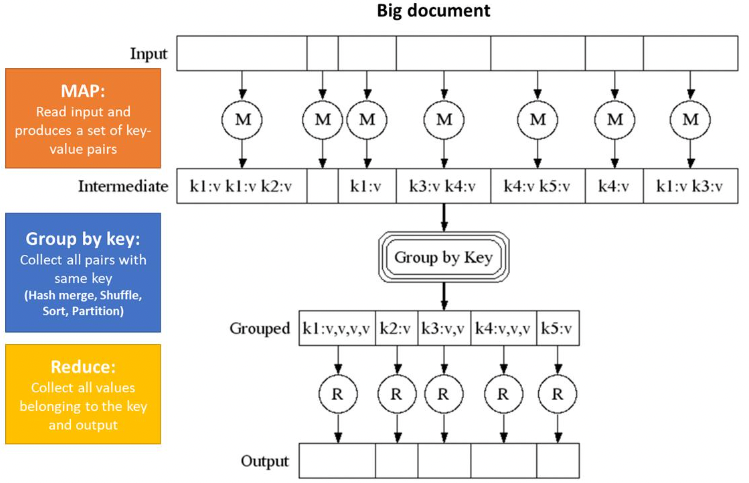 Big document
Input
MAP:
Read input and
produces a set of key-
value pairs
M M M M M M M
Intermediate
k1:v k1:v k2:v k1:v k3:v k4:v k4:v k5:v k4:v k1:v k3:v
Group by key:
Collect all pairs with
same key
(Hash merge, Shuffle,
Sort, Partition)
Group by Key
Grouped
k1:v,v,v,v k2:v k3:v,v k4:v,v,v k5:v
Reduce:
Collect all values
belonging to the key
and output
R R R R R
Output